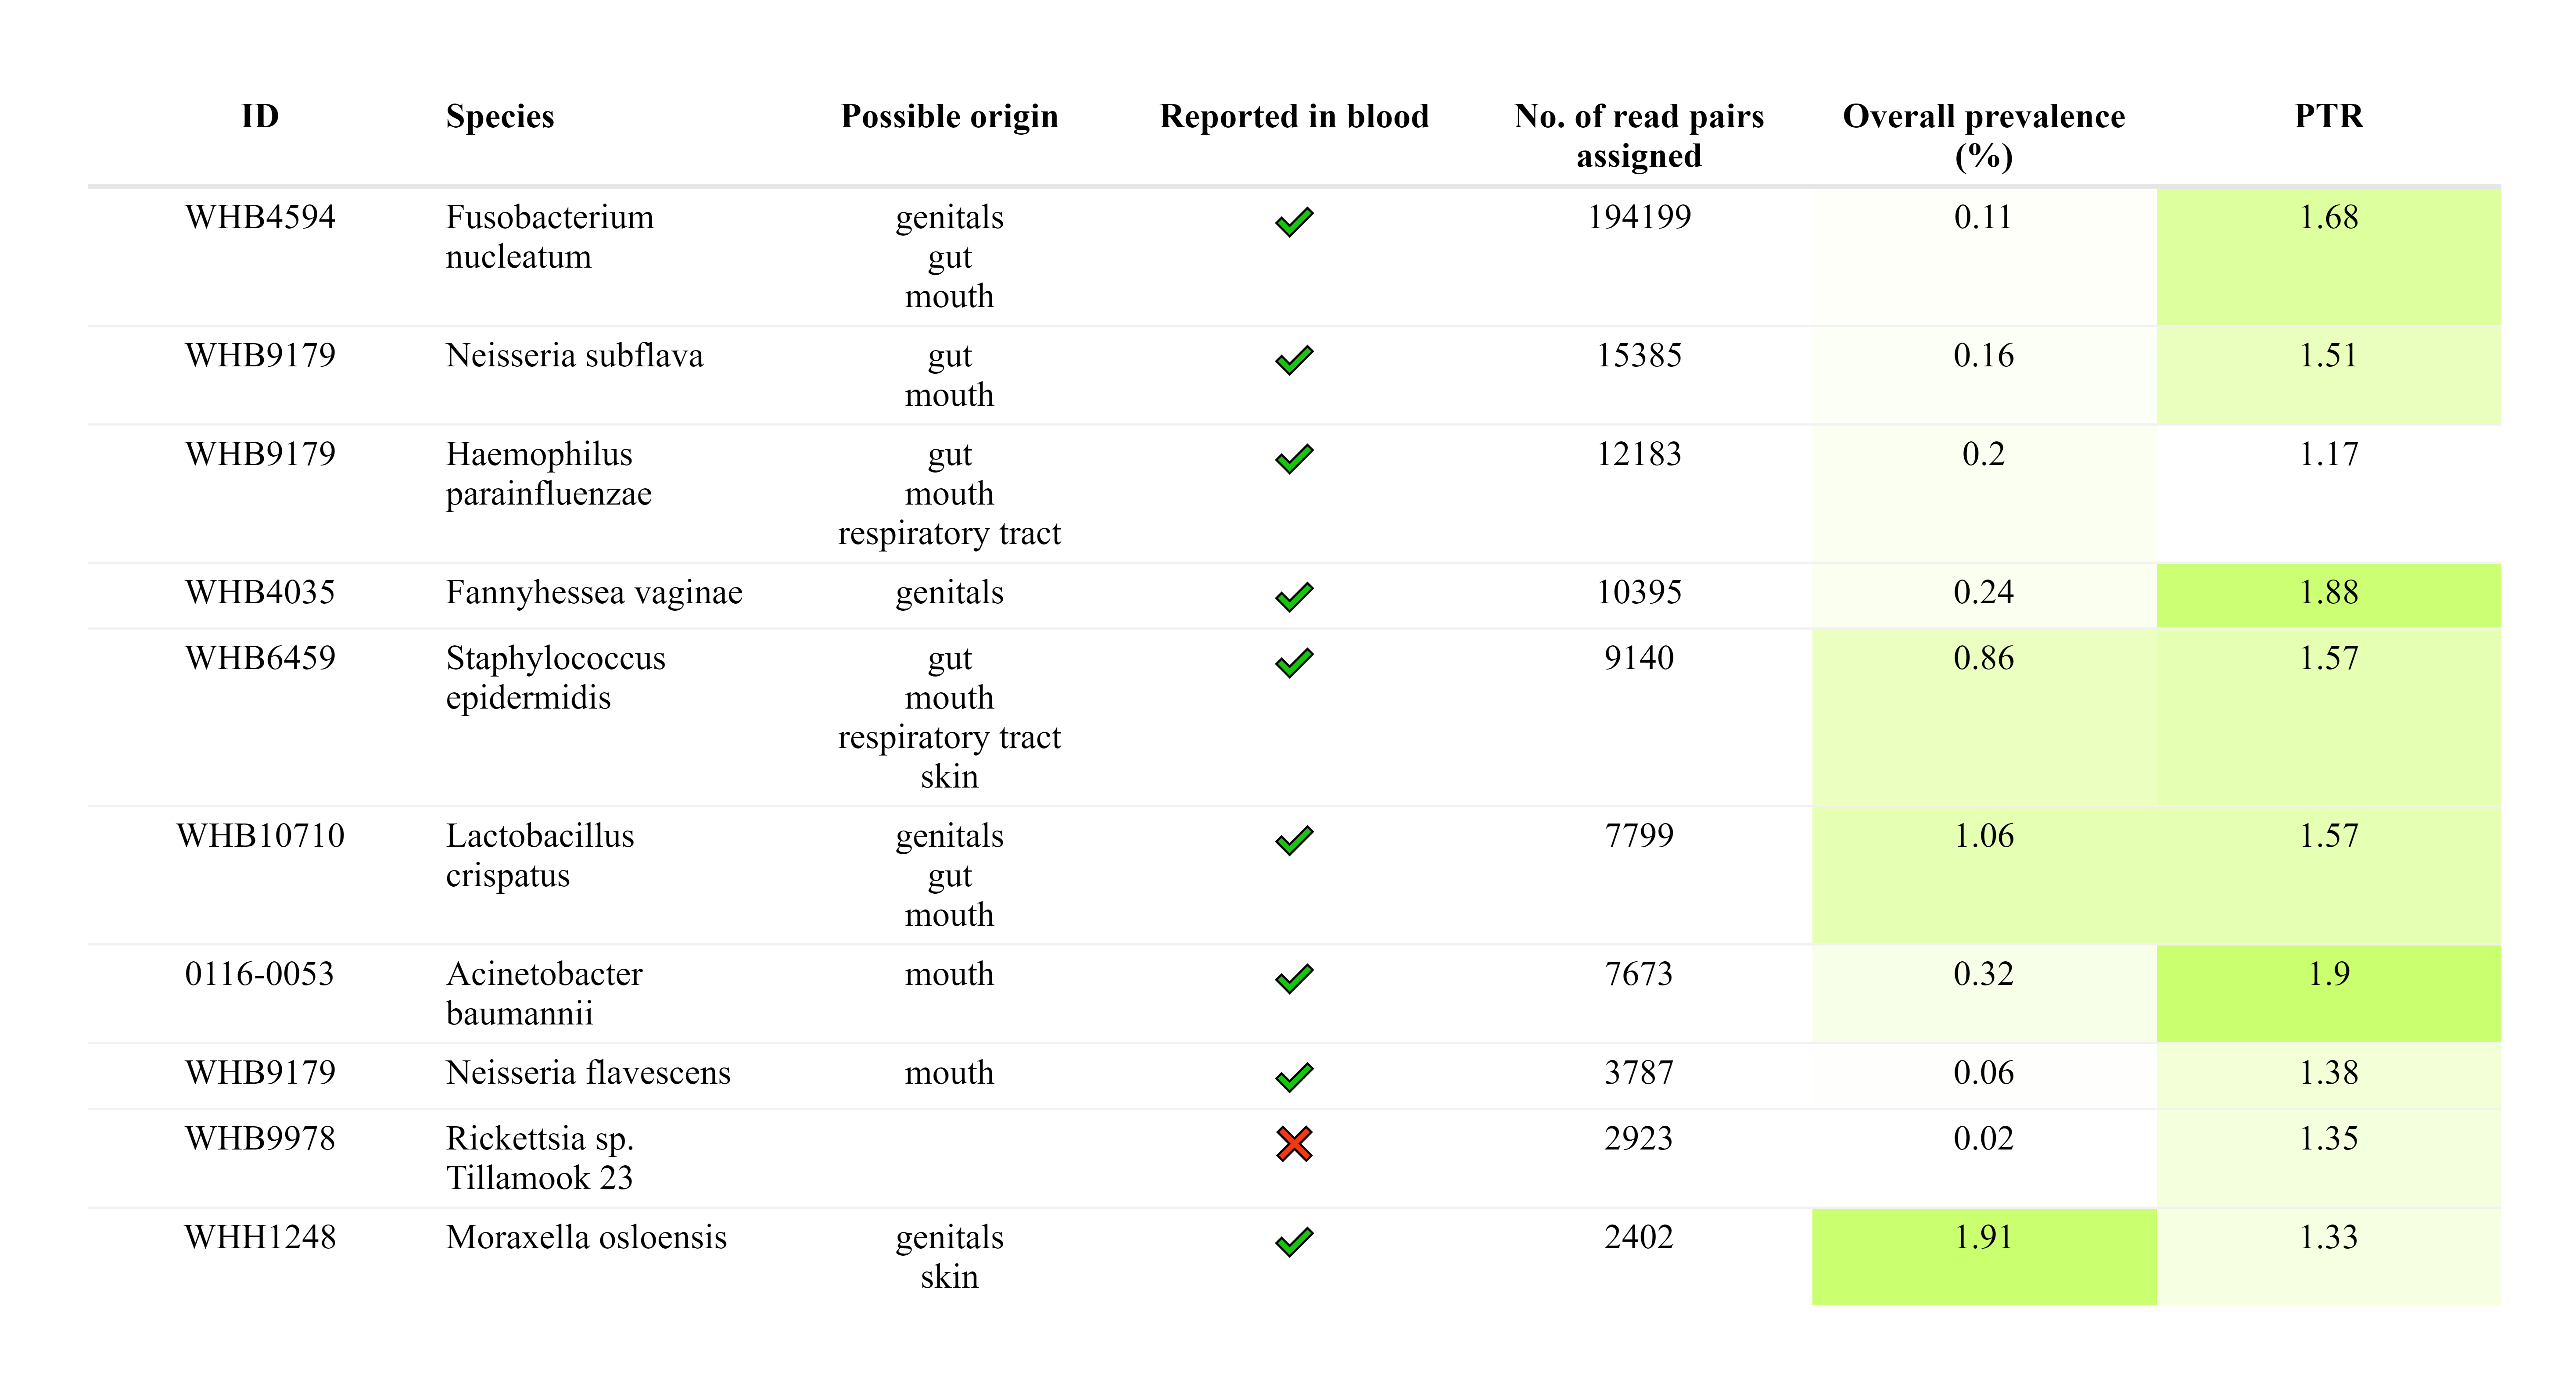 ID Species Possible origin Reported in blood No. of read pairs assigned Overall prevalence (%) PTR
WHB4594 Fusobacterium nucleatum genitals gut mouth 194199 0.11 1.68
WHB9179 Neisseria subflava gut mouth 15385 0.16 1.51
WHB9179 Haemophilus parainfluenzae gut mouth respiratory tract 12183 0.2 1.17
WHB4035 Fannyhessea vaginae genitals 10395 0.24 1.88
WHB6459 Staphylococcus epidermidis gut mouth respiratory tract skin 9140 0.86 1.57
WHB10710 Lactobacillus crispatus genitals gut mouth 7799 1.06 1.57
0116-0053 Acinetobacter baumannii mouth 7673 0.32 1.9
WHB9179 Neisseria flavescens mouth 3787 0.06 1.38
WHB9978 Rickettsia sp. Tillamook 23 2923 0.02 1.35
WHH1248 Moraxella osloensis genitals skin 2402 1.91 1.33